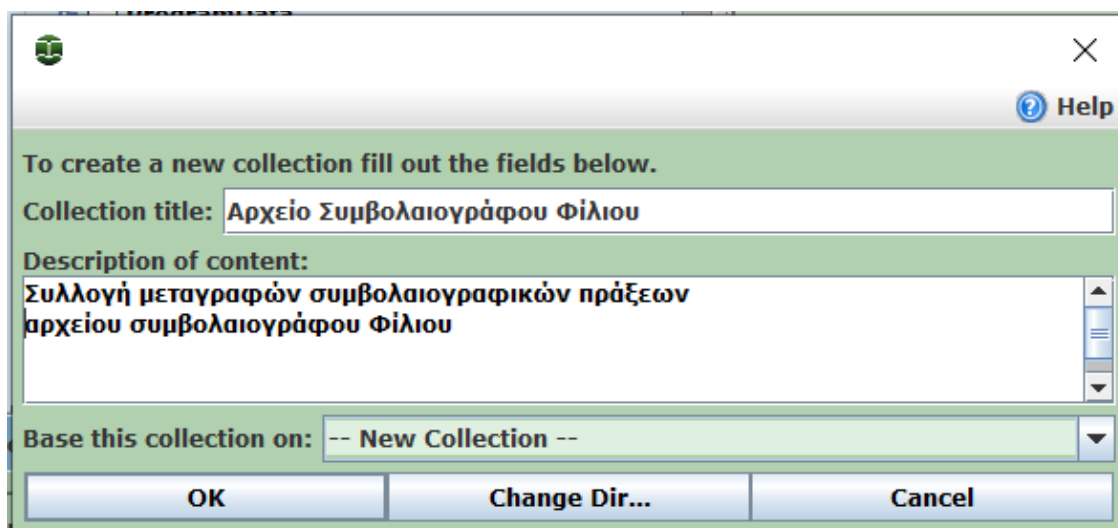 ProgramData
Help
To create a new collection fill out the fields below.
Collection title: Αρχείο Συμβολαιογράφου Φίλιου
Description of content:
Συλλογή μεταγραφών συμβολαιογραφικών πράξεων
αρχείου συμβολαιογράφου Φίλιου
Base this collection on: -- New Collection --
OK Change Dir... Cancel